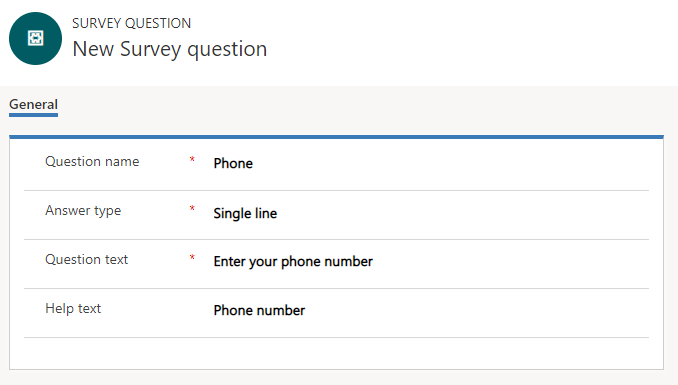 SURVEY QUESTION
New Survey question
General
Question name * Phone
Answer type * Single line
Question text * Enter your phone number
Help text Phone number